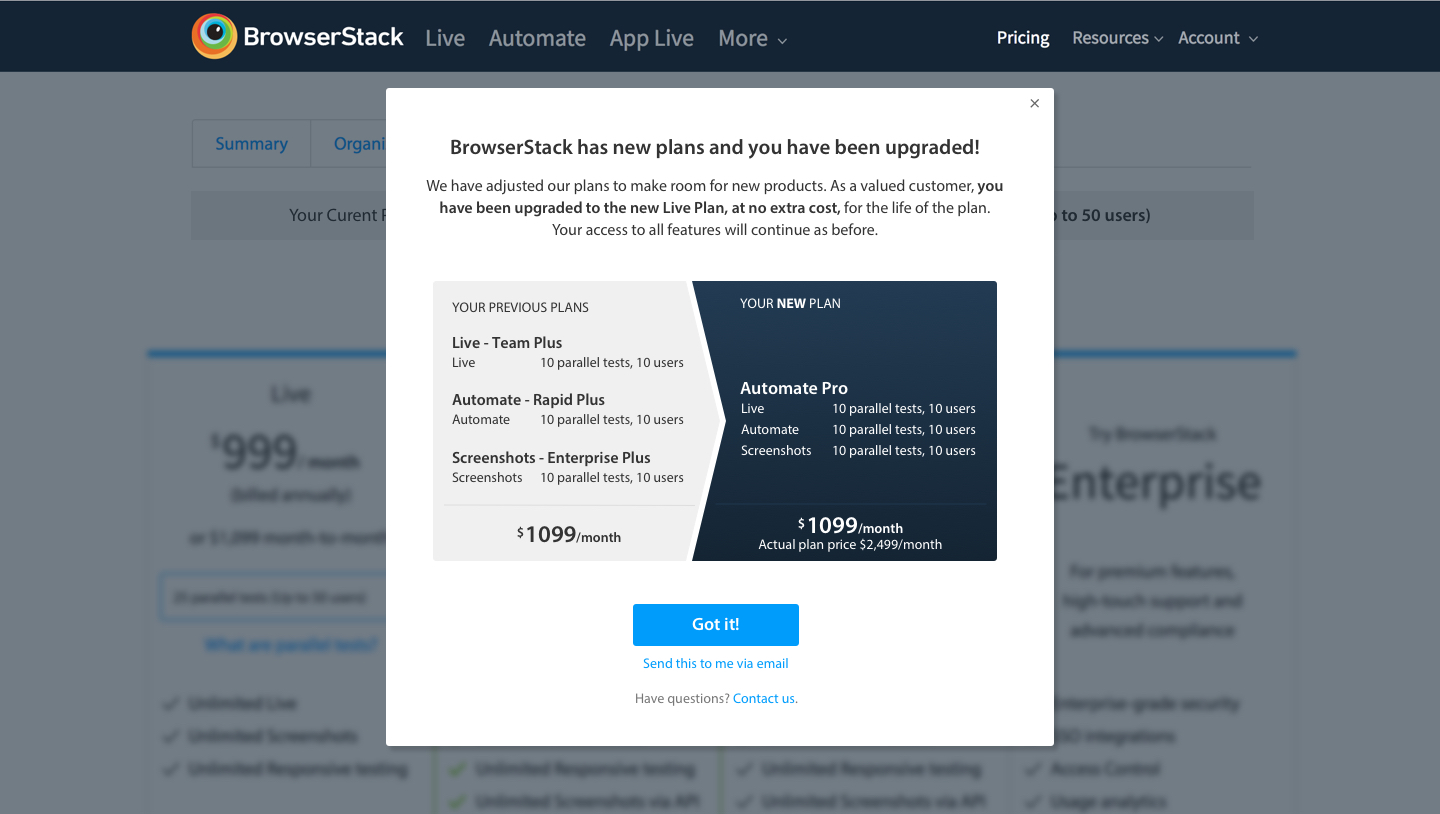 BrowserStack Live Automate App Live More Pricing Resources Account
Summary Organi
Your Curent P
o to 50 users)
×
BrowserStack has new plans and you have been upgraded!
We have adjusted our plans to make room for new products. As a valued customer, you
have been upgraded to the new Live Plan, at no extra cost, for the life of the plan.
Your access to all features will continue as before.
YOUR PREVIOUS PLANS
Live - Team Plus
Live 10 parallel tests, 10 users
Automate - Rapid Plus
Automate 10 parallel tests, 10 users
Screenshots - Enterprise Plus
Screenshots 10 parallel tests, 10 users
$1099/month
YOUR NEW PLAN
Automate Pro
Live 10 parallel tests, 10 users
Automate 10 parallel tests, 10 users
Screenshots 10 parallel tests, 10 users
$1099/month
Actual plan price $2,499/month
Got it!
Send this to me via email
Have questions? Contact us.
Live
$999/ month
(billed annually)
or $1,099 month-to-month
25 parallel tests (Up to 50 users)
What are parallel tests?
Unlimited Live
Unlimited Screenshots
Unlimited Responsive testing
Unlimited Responsive testing
Unlimited Screenshots via API
Unlimited Responsive testing
Unlimited Screenshots via API
Try BrowserStack
Enterprise
For premium features,
high-touch support and
advanced compliance
Enterprise-grade security
SSO integrations
Access Control
Usage analytics